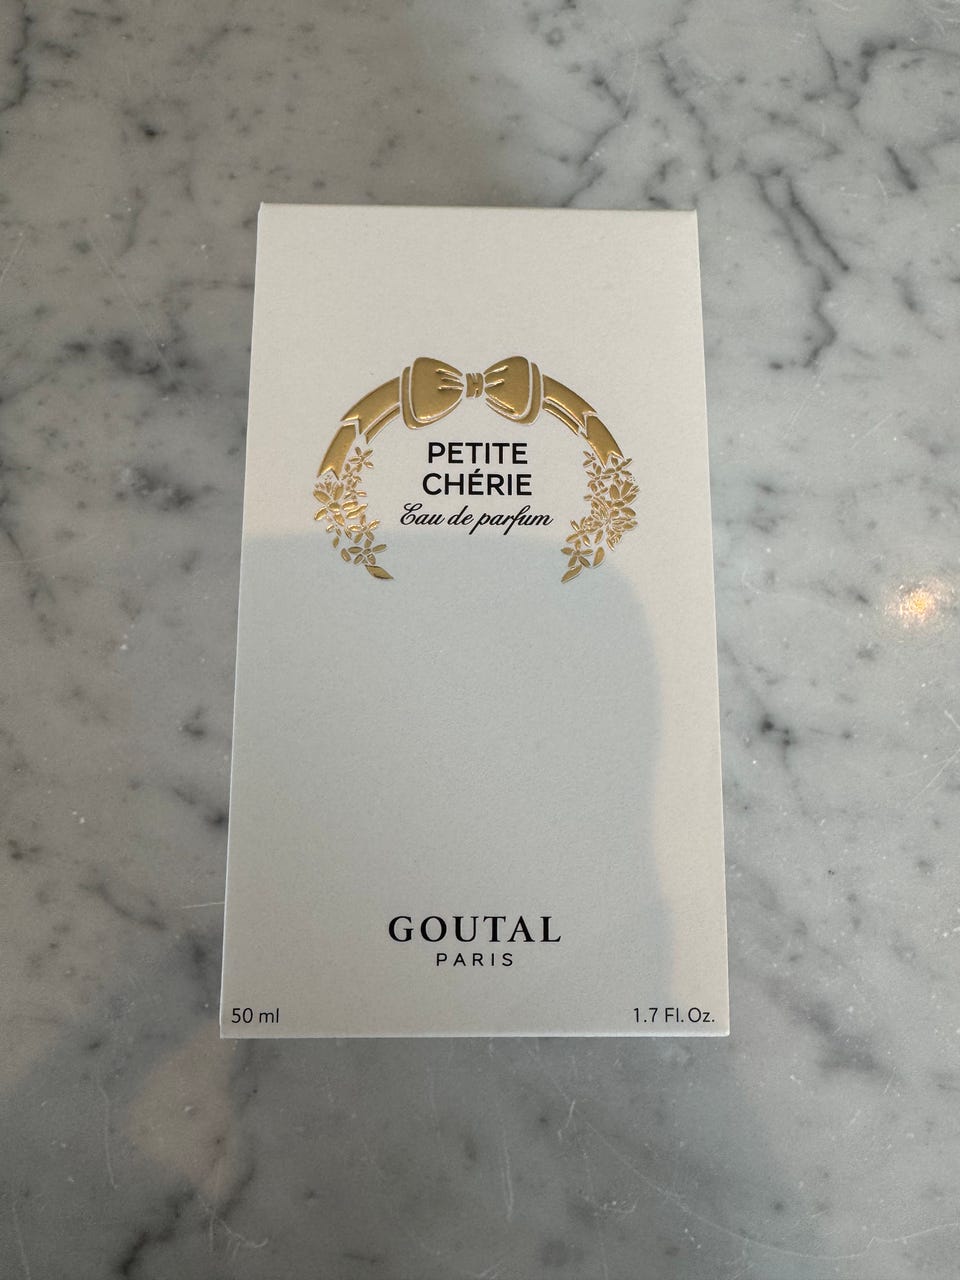 PETITE
CHÉRIE
Eau de parfum
GOUTAL
PARIS
50 ml
1.7 Fl. Oz.